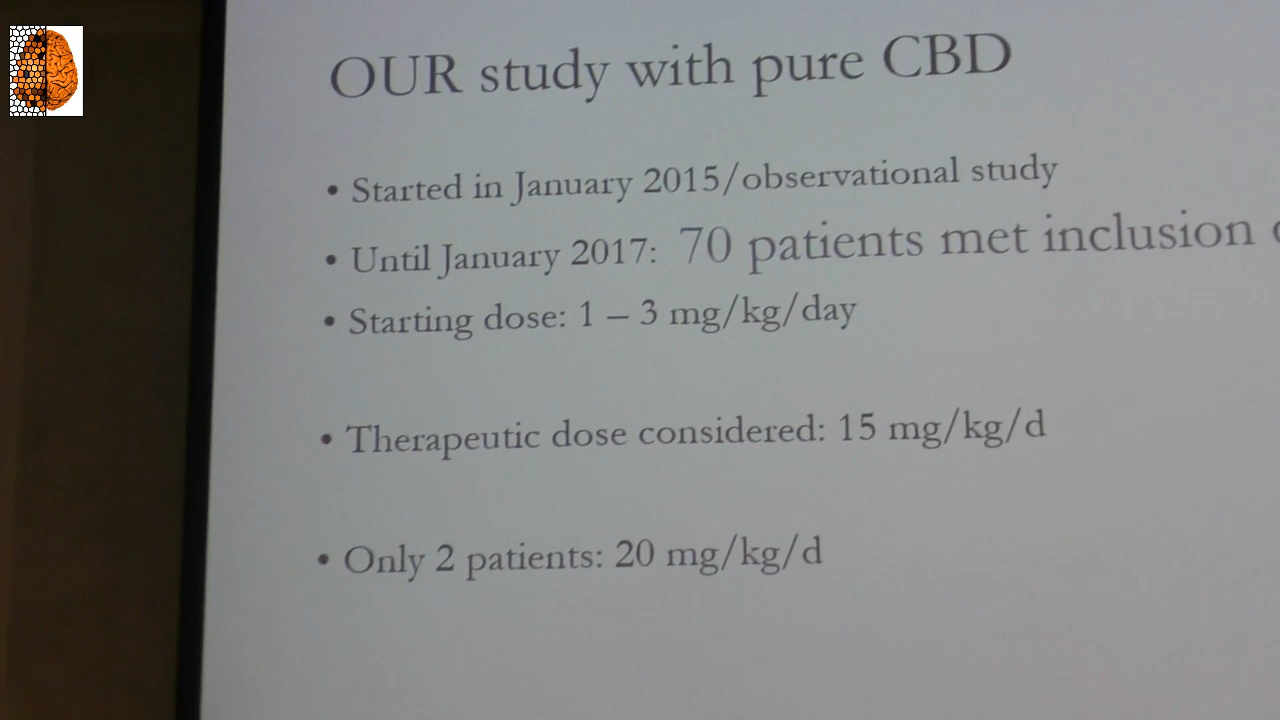 OUR study with pure CBD
• Started in January 2015/observational study
• Until January 2017: 70 patients met inclusion
• Starting dose: 1 – 3 mg/kg/day
• Therapeutic dose considered: 15 mg/kg/d
• Only 2 patients: 20 mg/kg/d